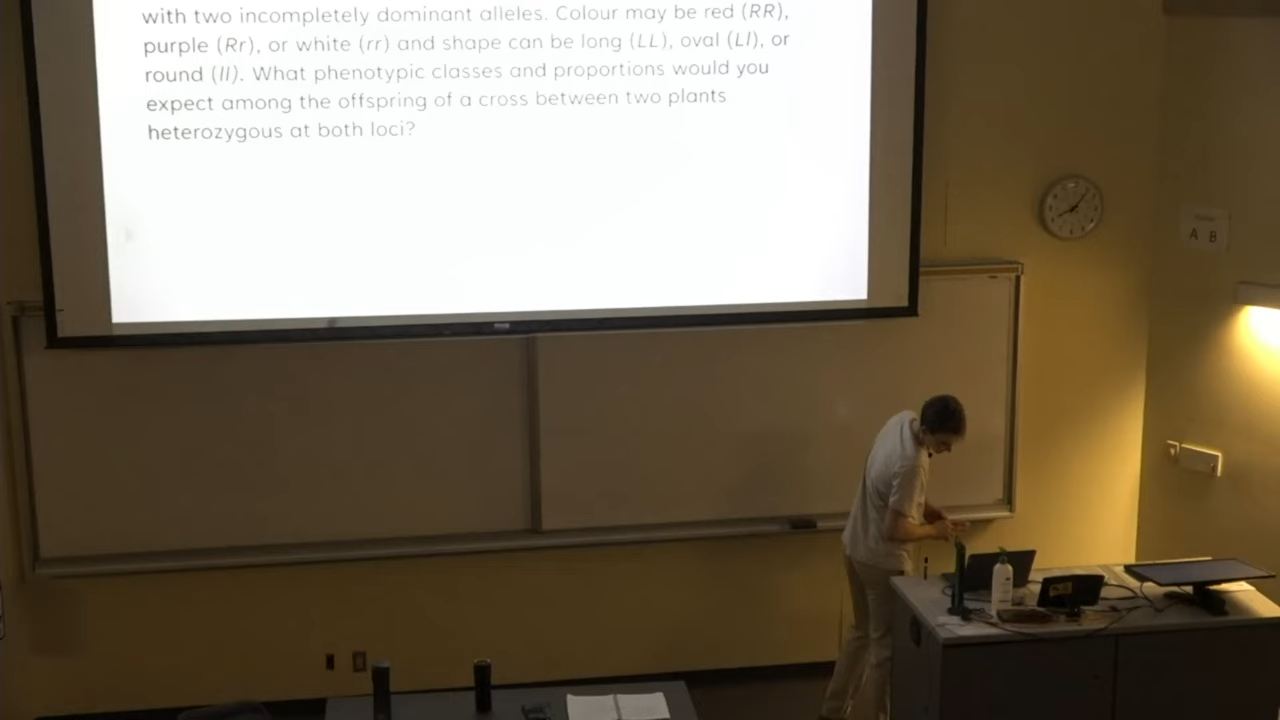 with two incompletely dominant alleles. Colour may be red (RR),
purple (Rr), or white (rr) and shape can be long (LL), oval (Ll), or
round (ll). What phenotypic classes and proportions would you
expect among the offspring of a cross between two plants
heterozygous at both loci?
A B